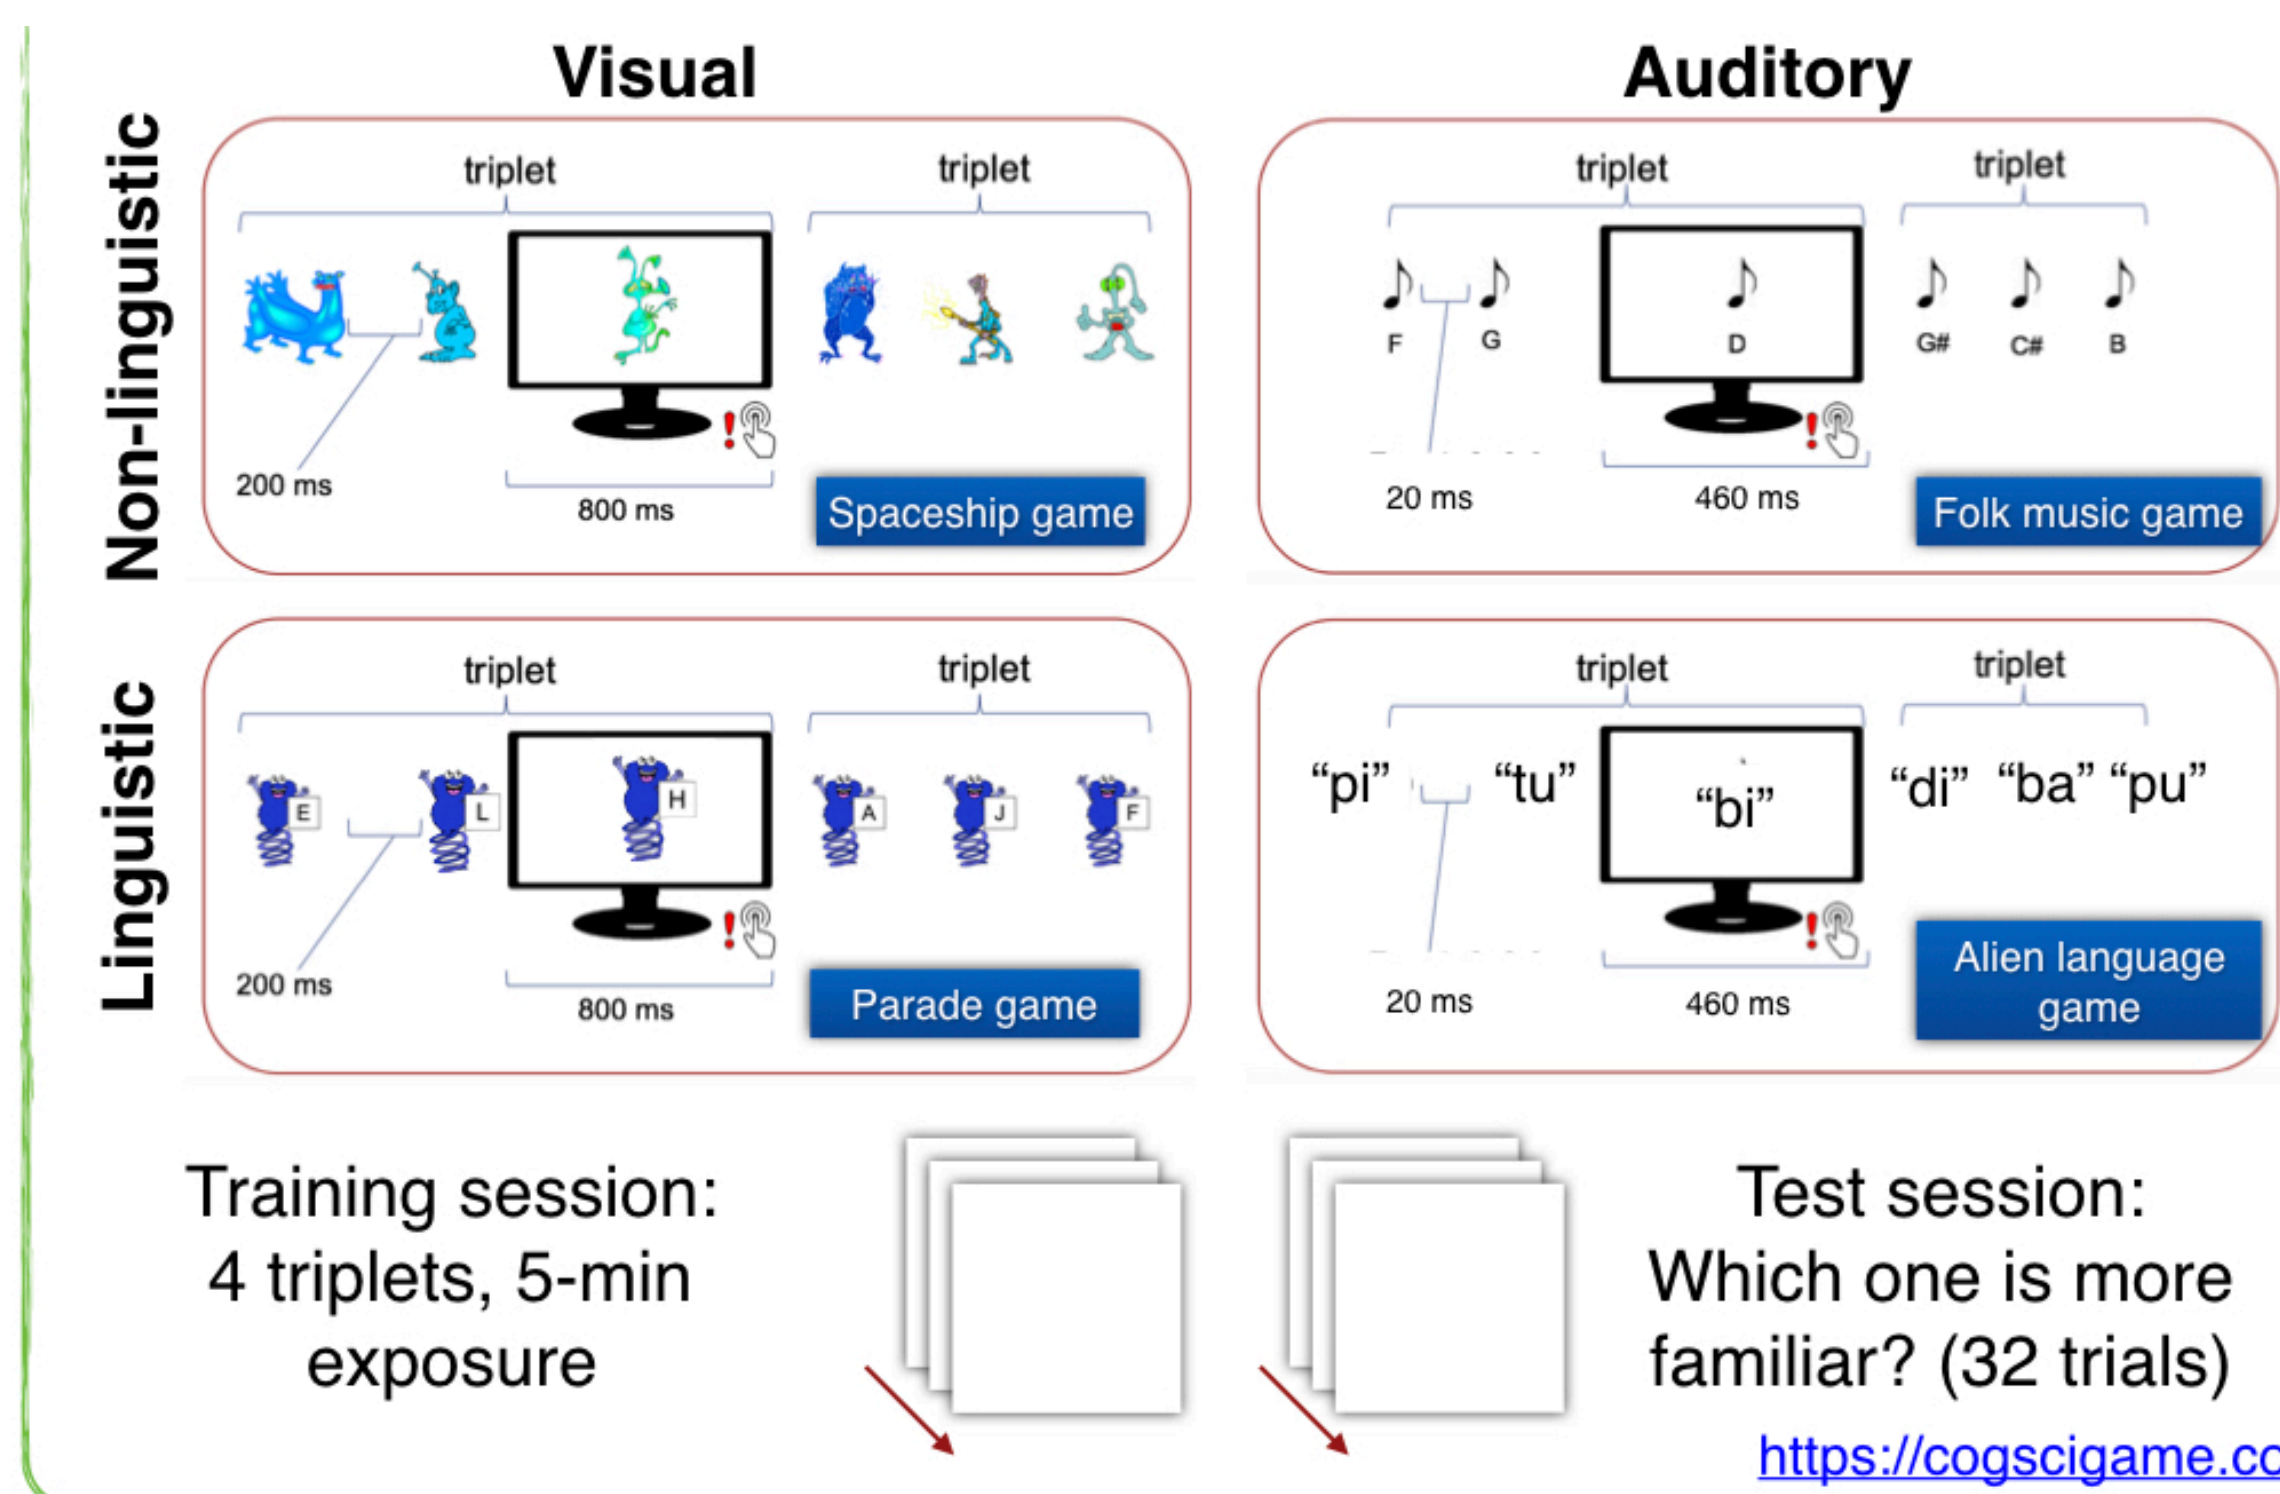 Visual
Auditory
Non-linguistic
triplet
triplet
200 ms
800 ms
Spaceship game
triplet
triplet
F
G
D
G#
C#
B
20 ms
460 ms
Folk music game
Linguistic
triplet
triplet
E
L
H
A
J
F
200 ms
800 ms
Parade game
triplet
triplet
“pi”
“tu”
“bi”
“di”
“ba”
“pu”
20 ms
460 ms
Alien language
game
Training session:
4 triplets, 5-min
exposure
Test session:
Which one is more
familiar? (32 trials)
https://cogscigame.co